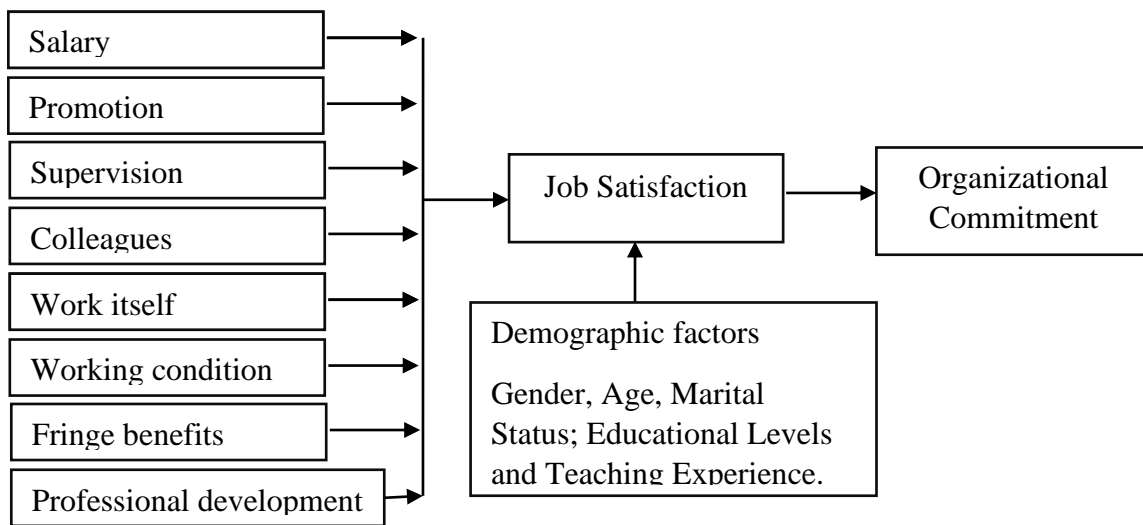 Salary
Promotion
Supervision
Colleagues
Work itself
Working condition
Fringe benefits
Professional development
Job Satisfaction
Organizational
Commitment
Demographic factors
Gender, Age, Marital
Status; Educational Levels
and Teaching Experience.